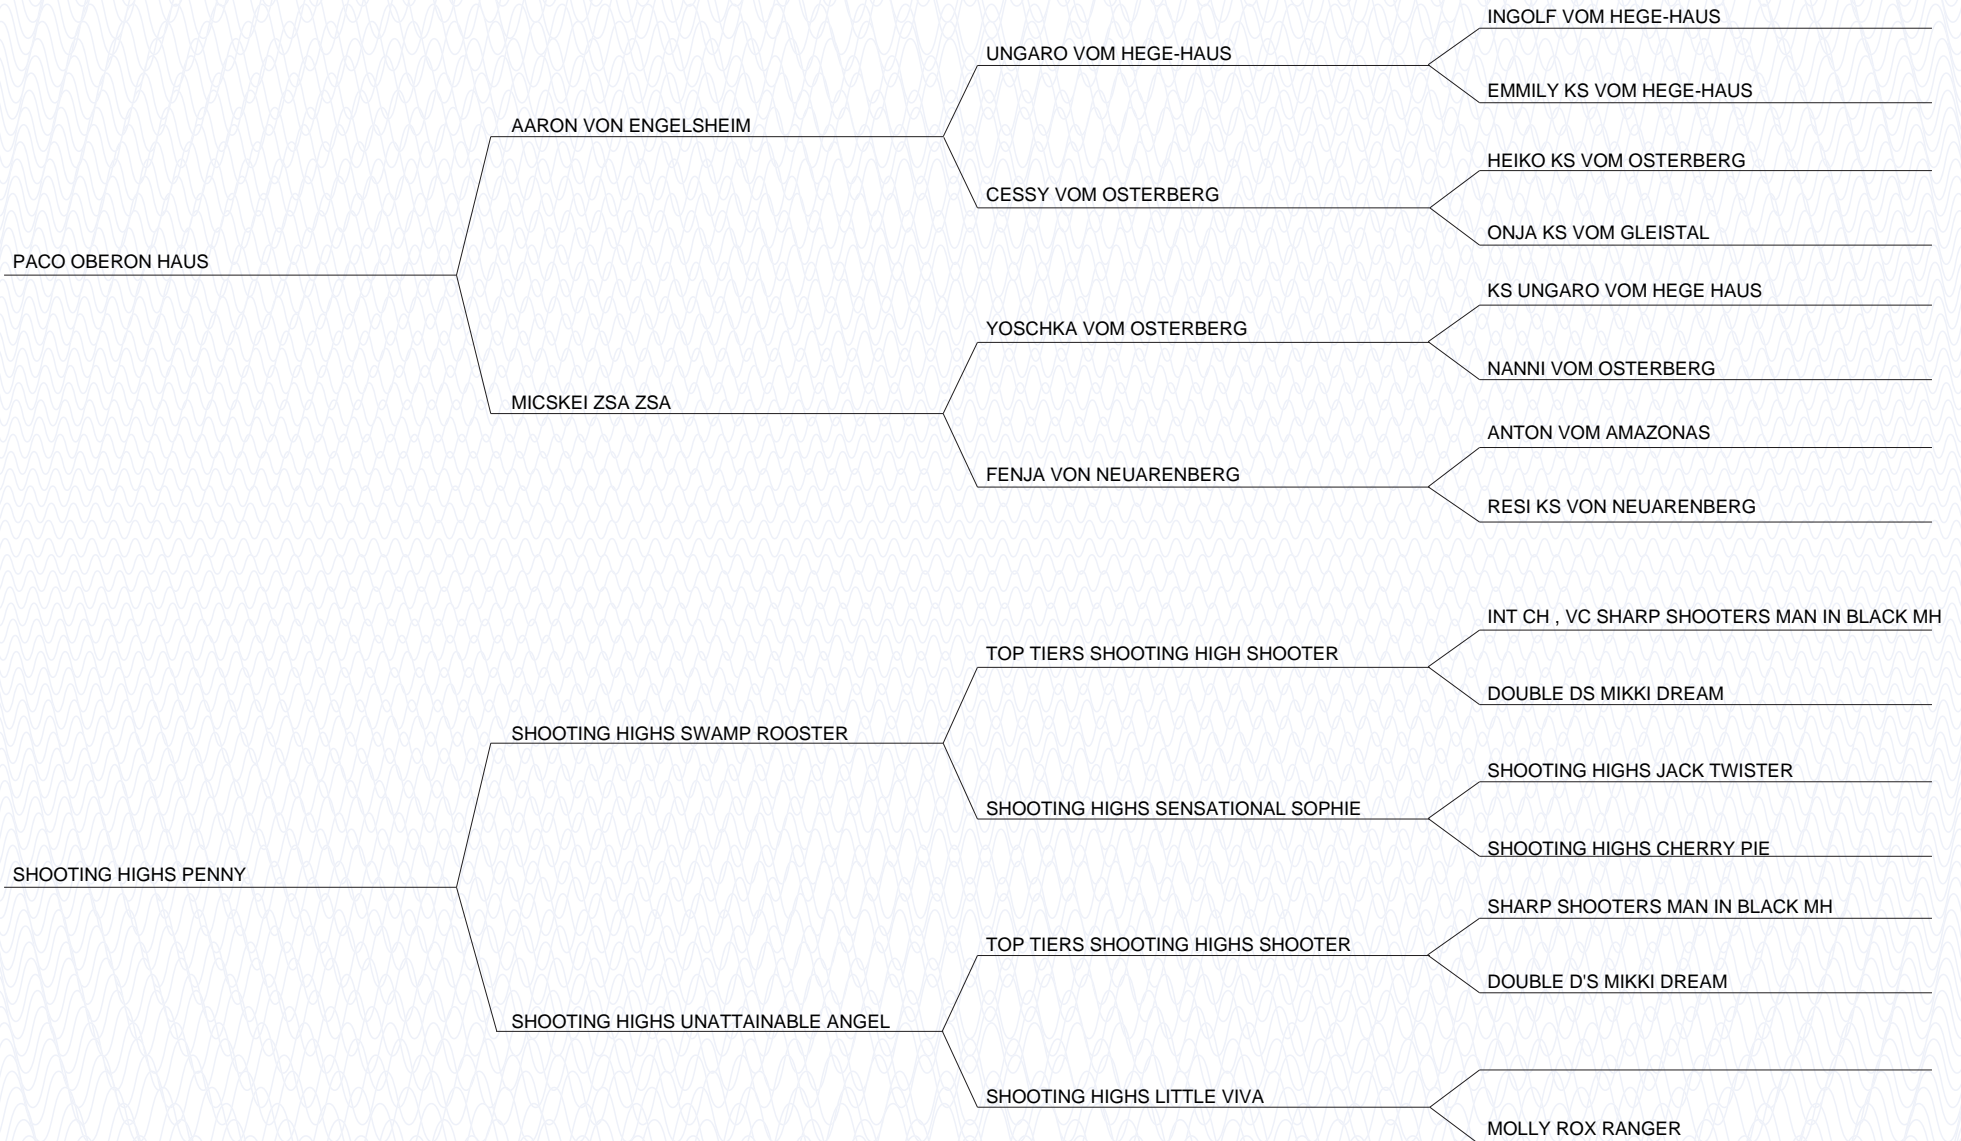 INGOLF VOM HEGE-HAUS
UNGARO VOM HEGE-HAUS
EMMILY KS VOM HEGE-HAUS
AARON VON ENGELSHEIM
HEIKO KS VOM OSTERBERG
CESSY VOM OSTERBERG
ONJA KS VOM GLEISTAL
PACO OBERON HAUS
KS UNGARO VOM HEGE HAUS
YOSCHKA VOM OSTERBERG
NANNI VOM OSTERBERG
MICSKEI ZSA ZSA
ANTON VOM AMAZONAS
FENJA VON NEUARENBERG
RESI KS VON NEUARENBERG
INT CH , VC SHARP SHOOTERS MAN IN BLACK MH
TOP TIERS SHOOTING HIGH SHOOTER
DOUBLE DS MIKKI DREAM
SHOOTING HIGHS SWAMP ROOSTER
SHOOTING HIGHS JACK TWISTER
SHOOTING HIGHS SENSATIONAL SOPHIE
SHOOTING HIGHS CHERRY PIE
SHOOTING HIGHS PENNY
SHARP SHOOTERS MAN IN BLACK MH
TOP TIERS SHOOTING HIGHS SHOOTER
DOUBLE D'S MIKKI DREAM
SHOOTING HIGHS UNATTAINABLE ANGEL
SHOOTING HIGHS LITTLE VIVA
MOLLY ROX RANGER